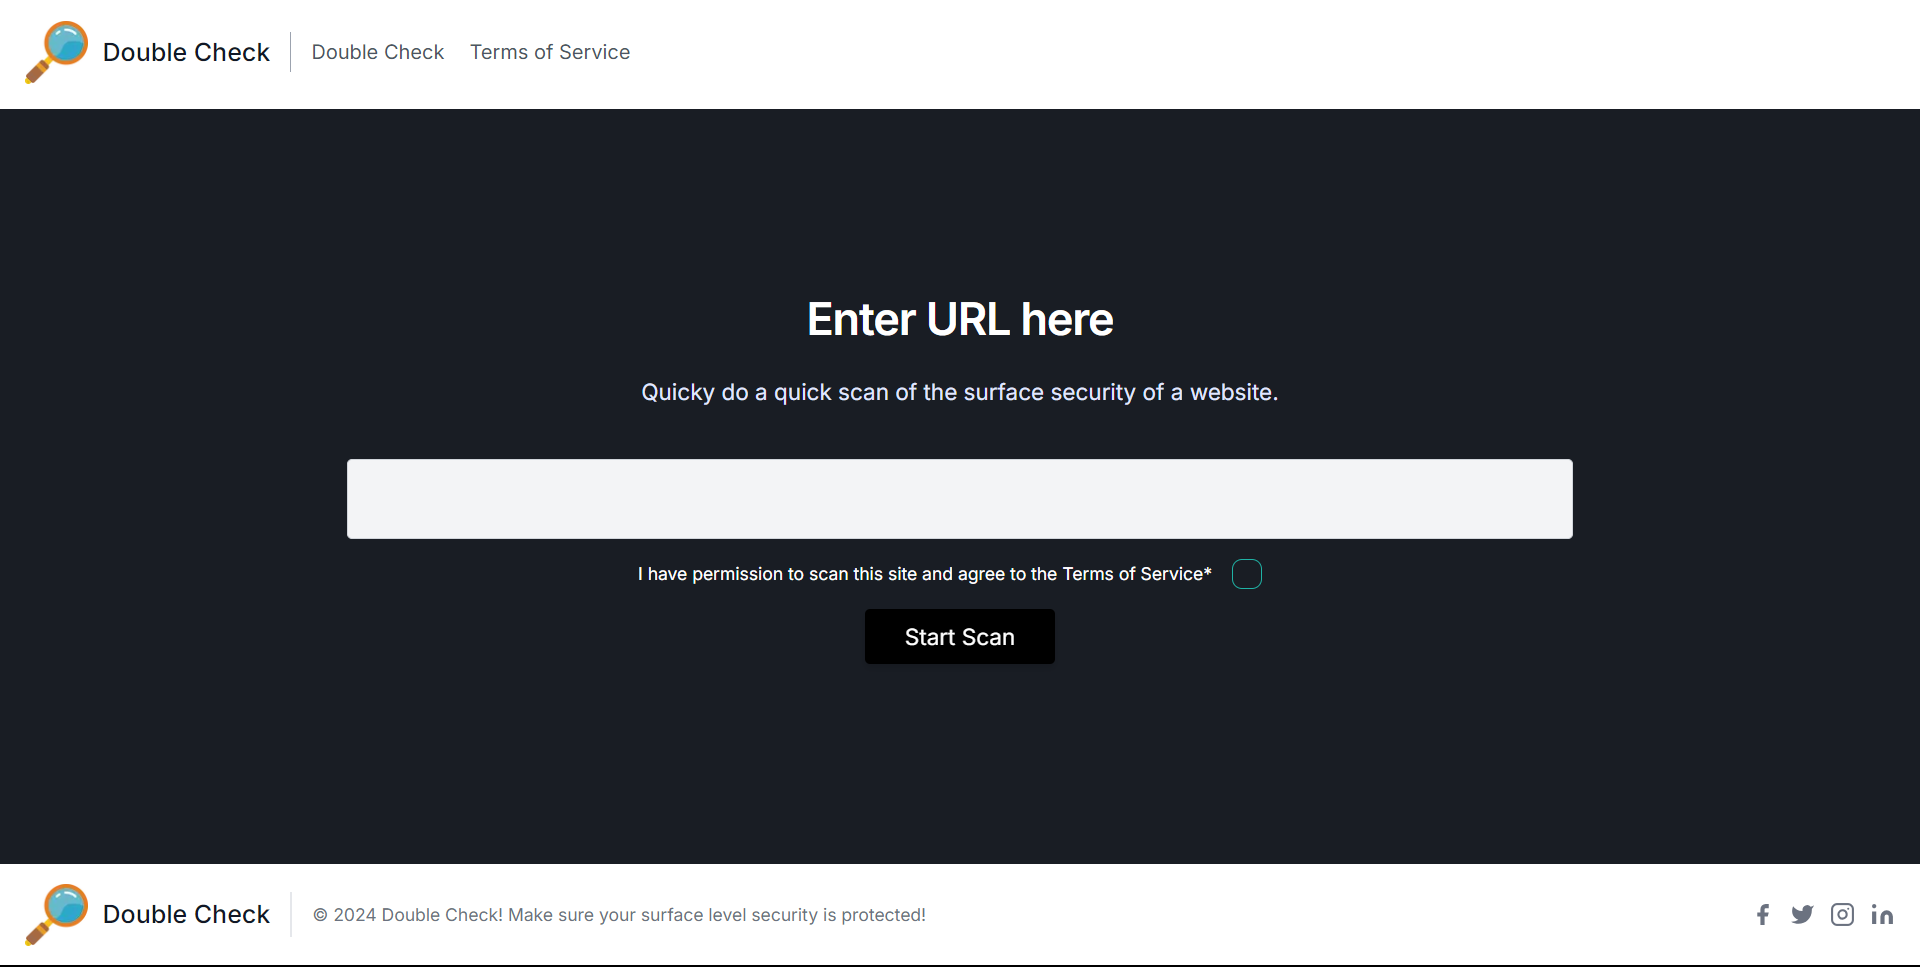 Double Check
Double Check
Terms of Service
Enter URL here
Quicky do a quick scan of the surface security of a website.
I have permission to scan this site and agree to the Terms of Service*
Start Scan
Double Check
© 2024 Double Check! Make sure your surface level security is protected!